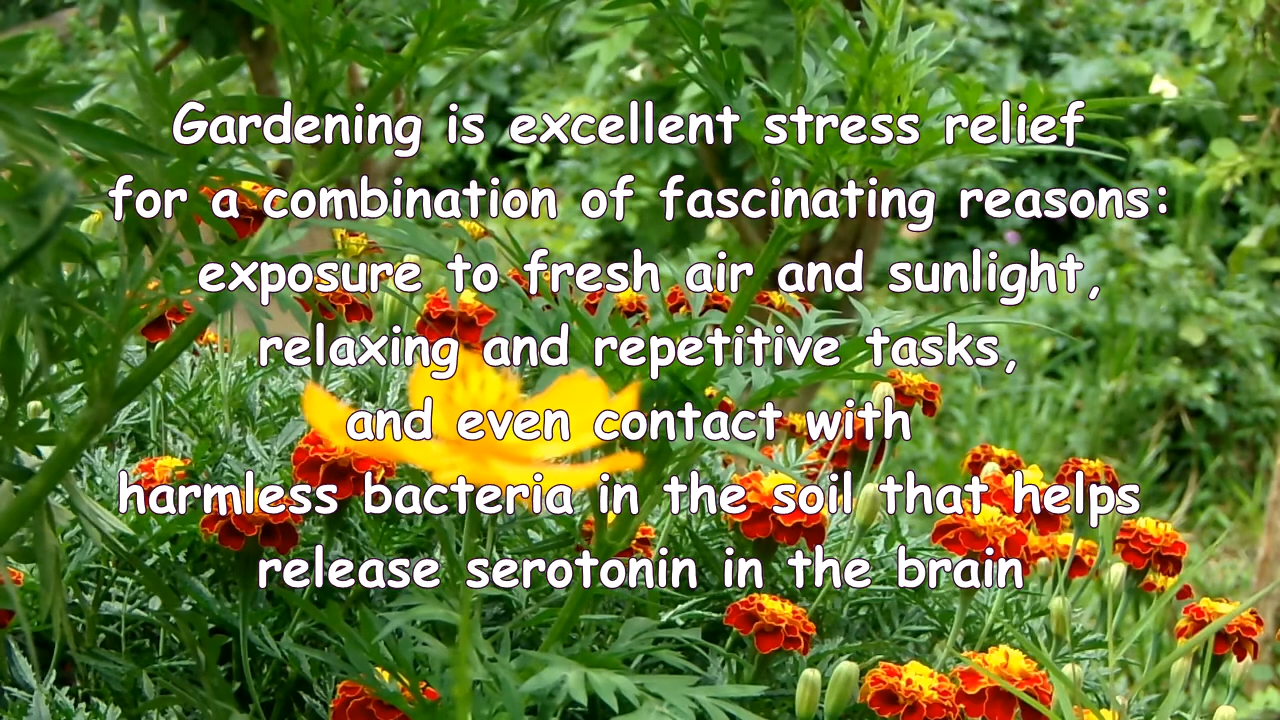 Gardening is excellent stress relief
for a combination of fascinating reasons:
exposure to fresh air and sunlight,
relaxing and repetitive tasks,
and even contact with
harmless bacteria in the soil that helps
release serotonin in the brain